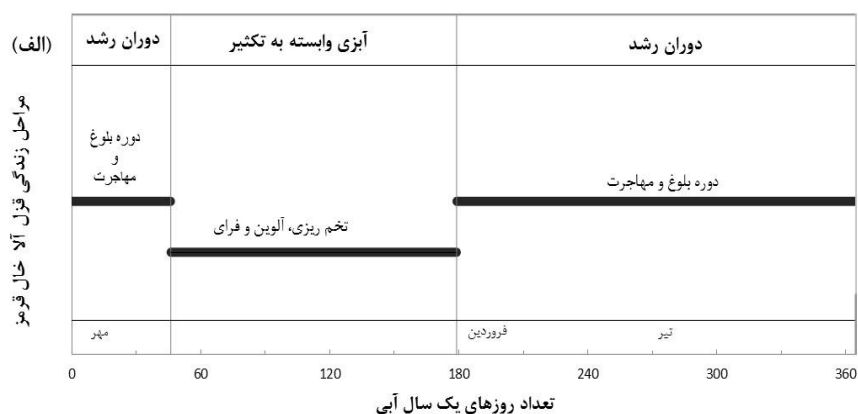 (الف)
دوران رشد
آبزی وابسته به تکثیر
دوران رشد
مراحل زندگی قزل آلا خال قرمز
دوره بلوغ
و
مهاجرت
تخم ریزی، آلوین و فرای
دوره بلوغ و مهاجرت
مهر
فروردین
تیر
0 60 120 180 240 300 360
تعداد روزهای یک سال آبی